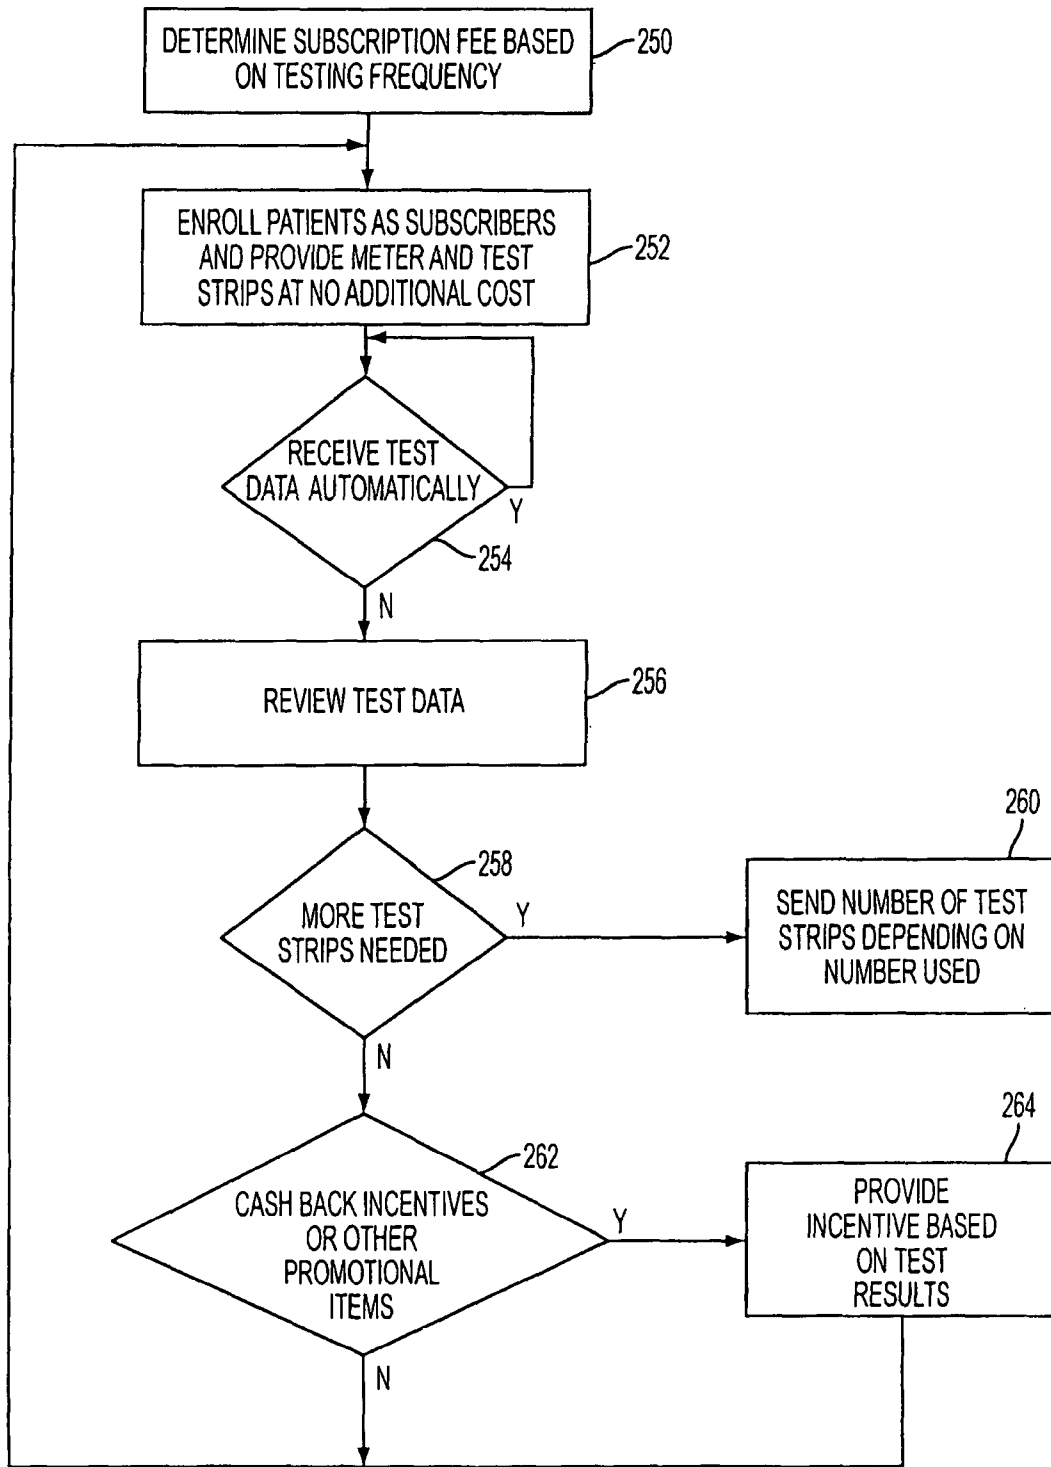 DETERMINE SUBSCRIPTION FEE BASED
ON TESTING FREQUENCY
250
ENROLL PATIENTS AS SUBSCRIBERS
AND PROVIDE METER AND TEST
STRIPS AT NO ADDITIONAL COST
252
RECEIVE TEST
DATA AUTOMATICALLY
Y
254
N
REVIEW TEST DATA
256
MORE TEST
STRIPS NEEDED
258
Y
260
SEND NUMBER OF TEST
STRIPS DEPENDING ON
NUMBER USED
N
CASH BACK INCENTIVES
OR OTHER
PROMOTIONAL
ITEMS
262
Y
264
PROVIDE
INCENTIVE BASED
ON TEST
RESULTS
N